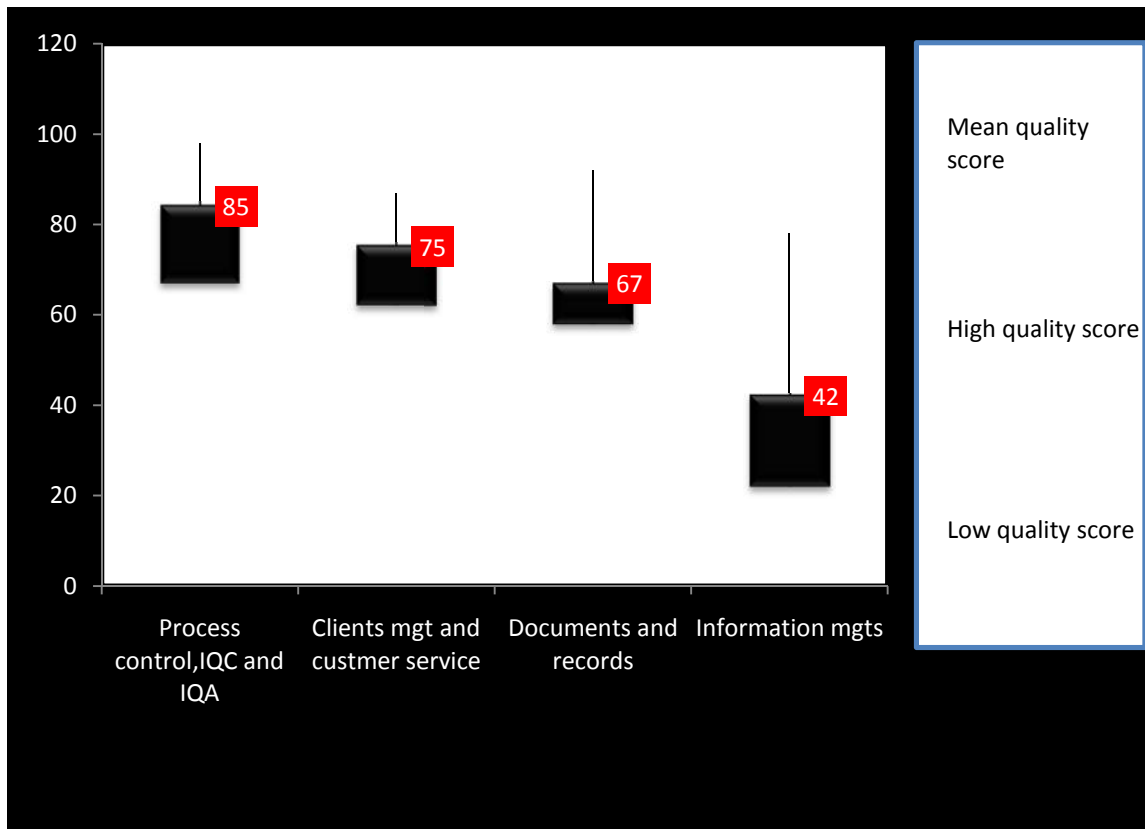 120
100
80
60
40
20
0
85
75
67
42
Process
control,IQC and
IQA
Clients mgt and
custmer service
Documents and
records
Information mgts
Mean quality
score
High quality score
Low quality score